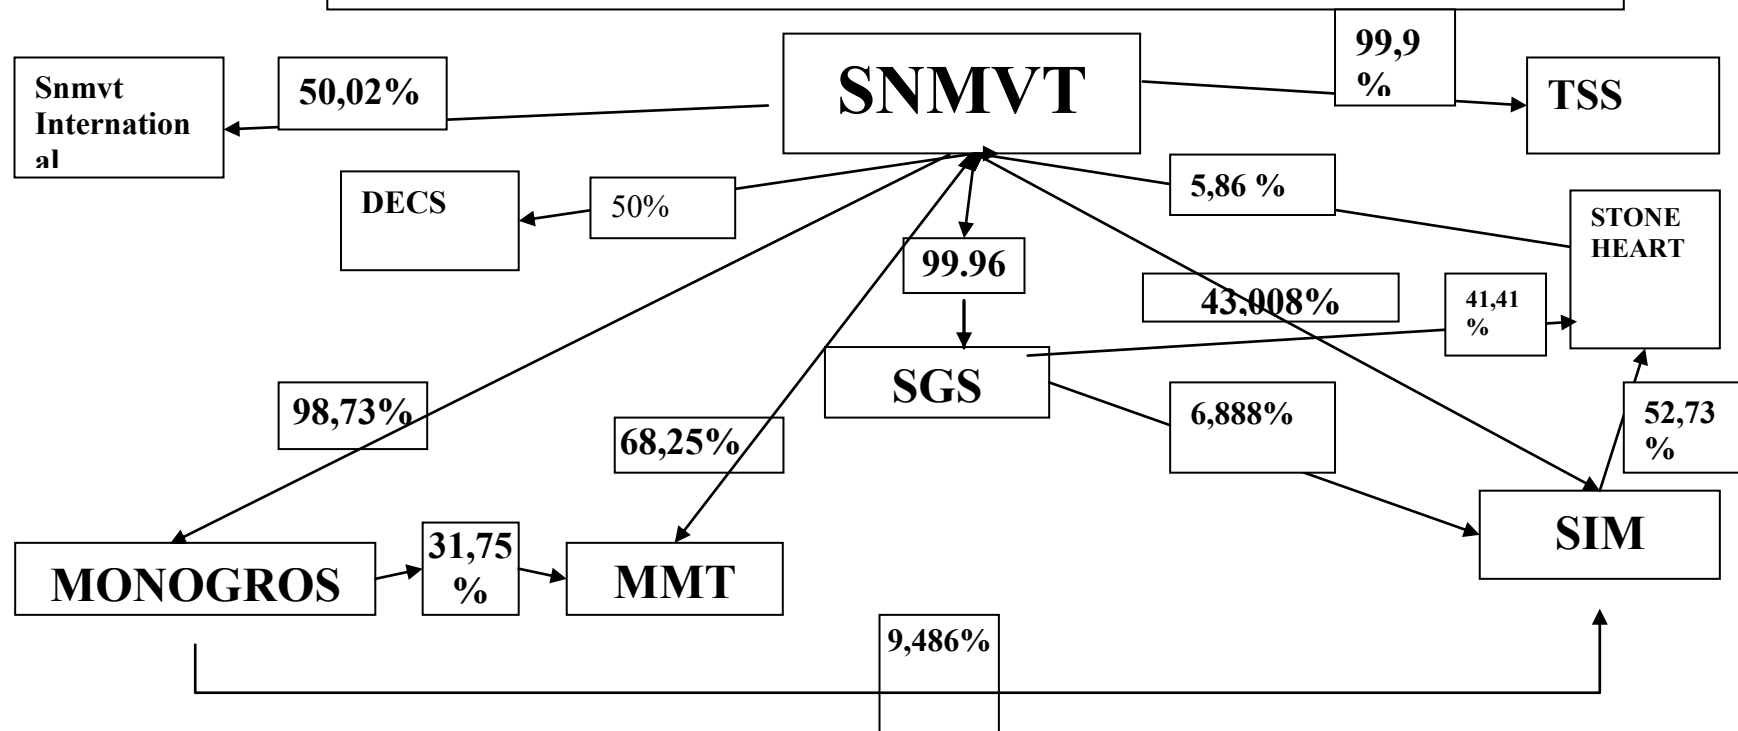 99,9
%
SNMVT
Snmvt
Internation
al
50,02%
TSS
DECS
50%
5,86 %
STONE
HEART
99.96
43,008%
41,41
%
SGS
98,73%
68,25%
6,888%
52,73
%
SIM
MONOGROS
31,75
%
MMT
9,486%